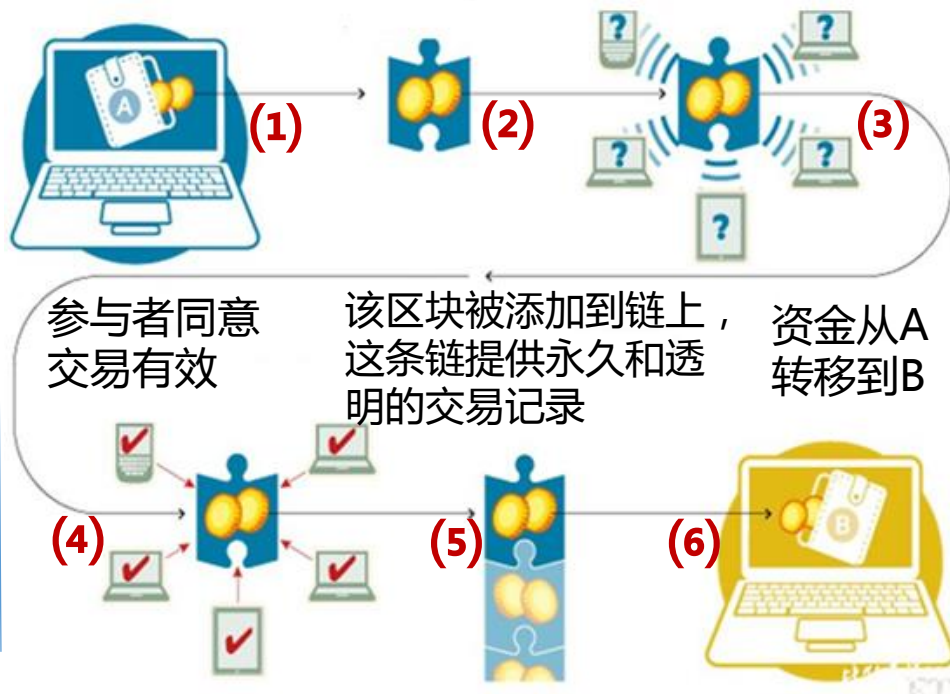 A
(1)
(2)
?
?
?
?
?
(3)
参与者同意
交易有效
该区块被添加到链上，
这条链提供永久和透
明的交易记录
资金从A
转移到B
(4)
(5)
(6)
B